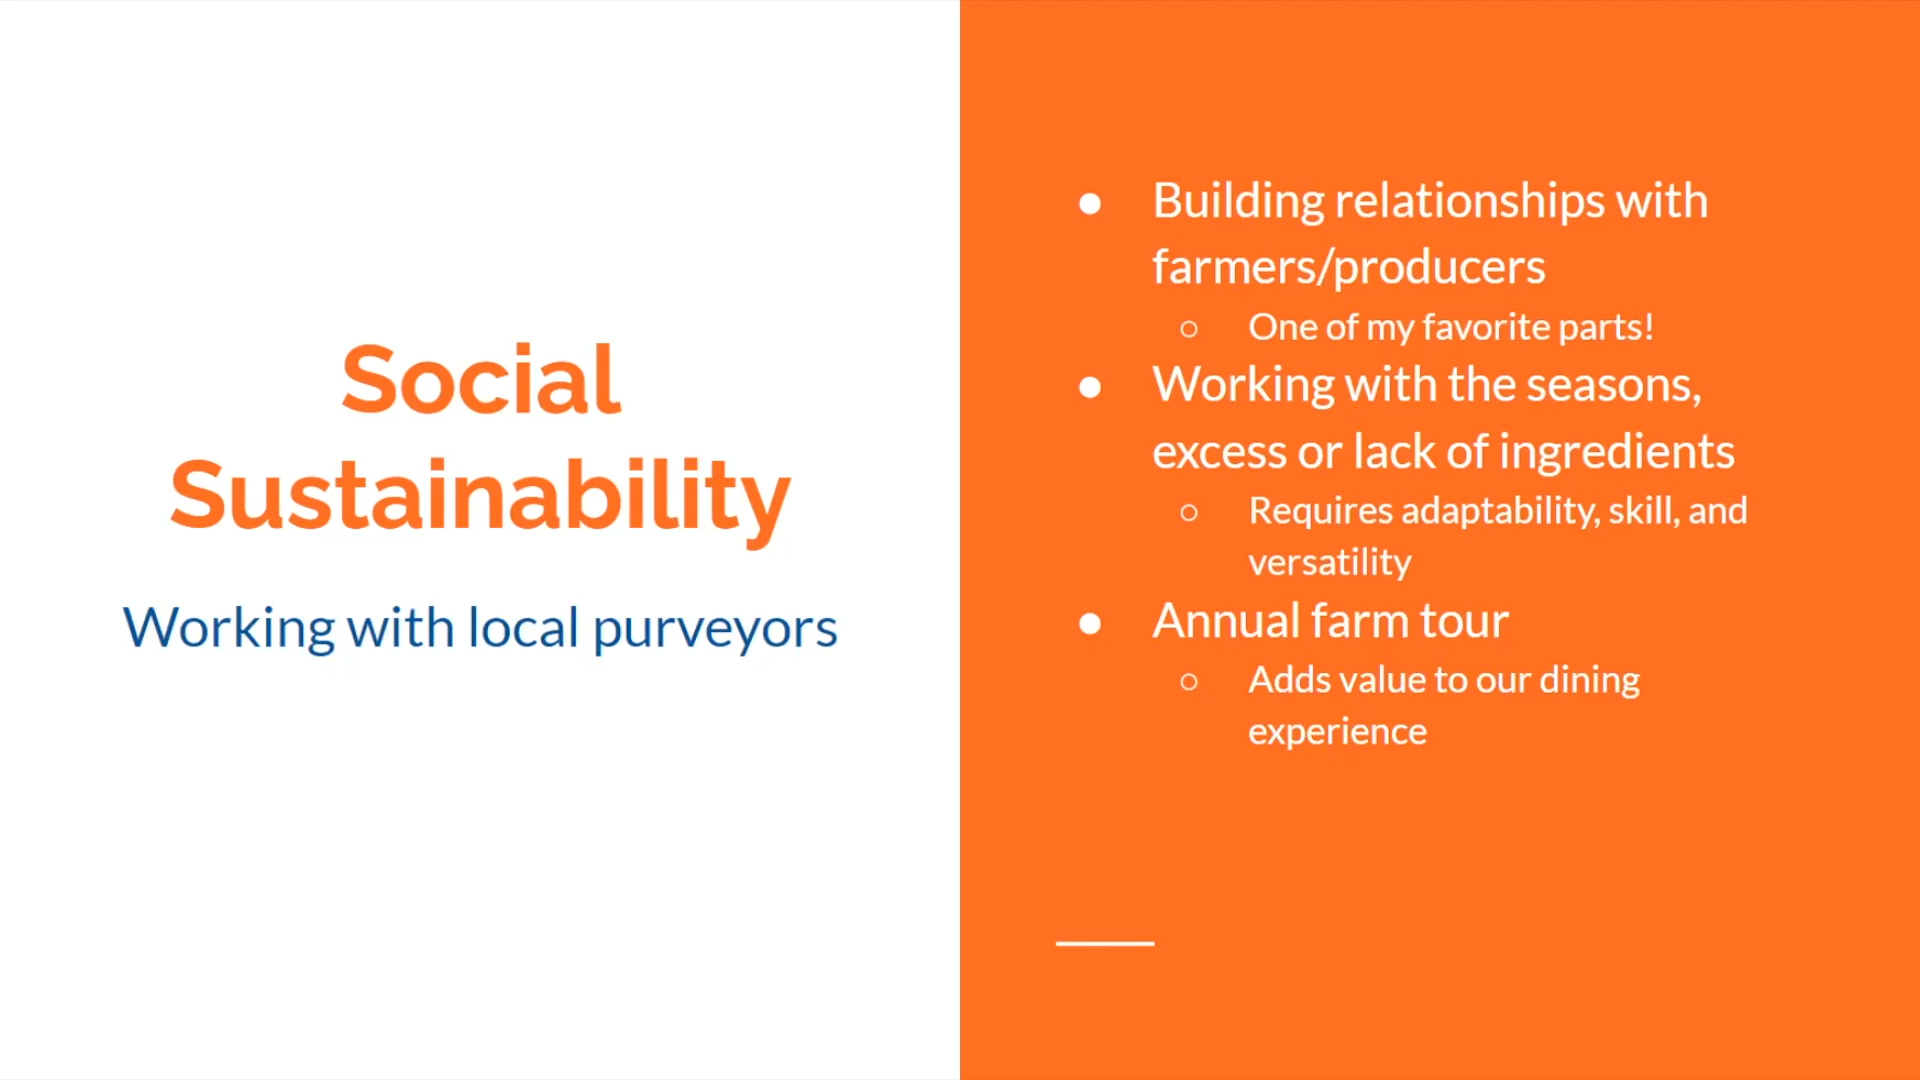 Social
Sustainability
Working with local purveyors
● Building relationships with
farmers/producers
○ One of my favorite parts!
● Working with the seasons,
excess or lack of ingredients
○ Requires adaptability, skill, and
versatility
● Annual farm tour
○ Adds value to our dining
experience